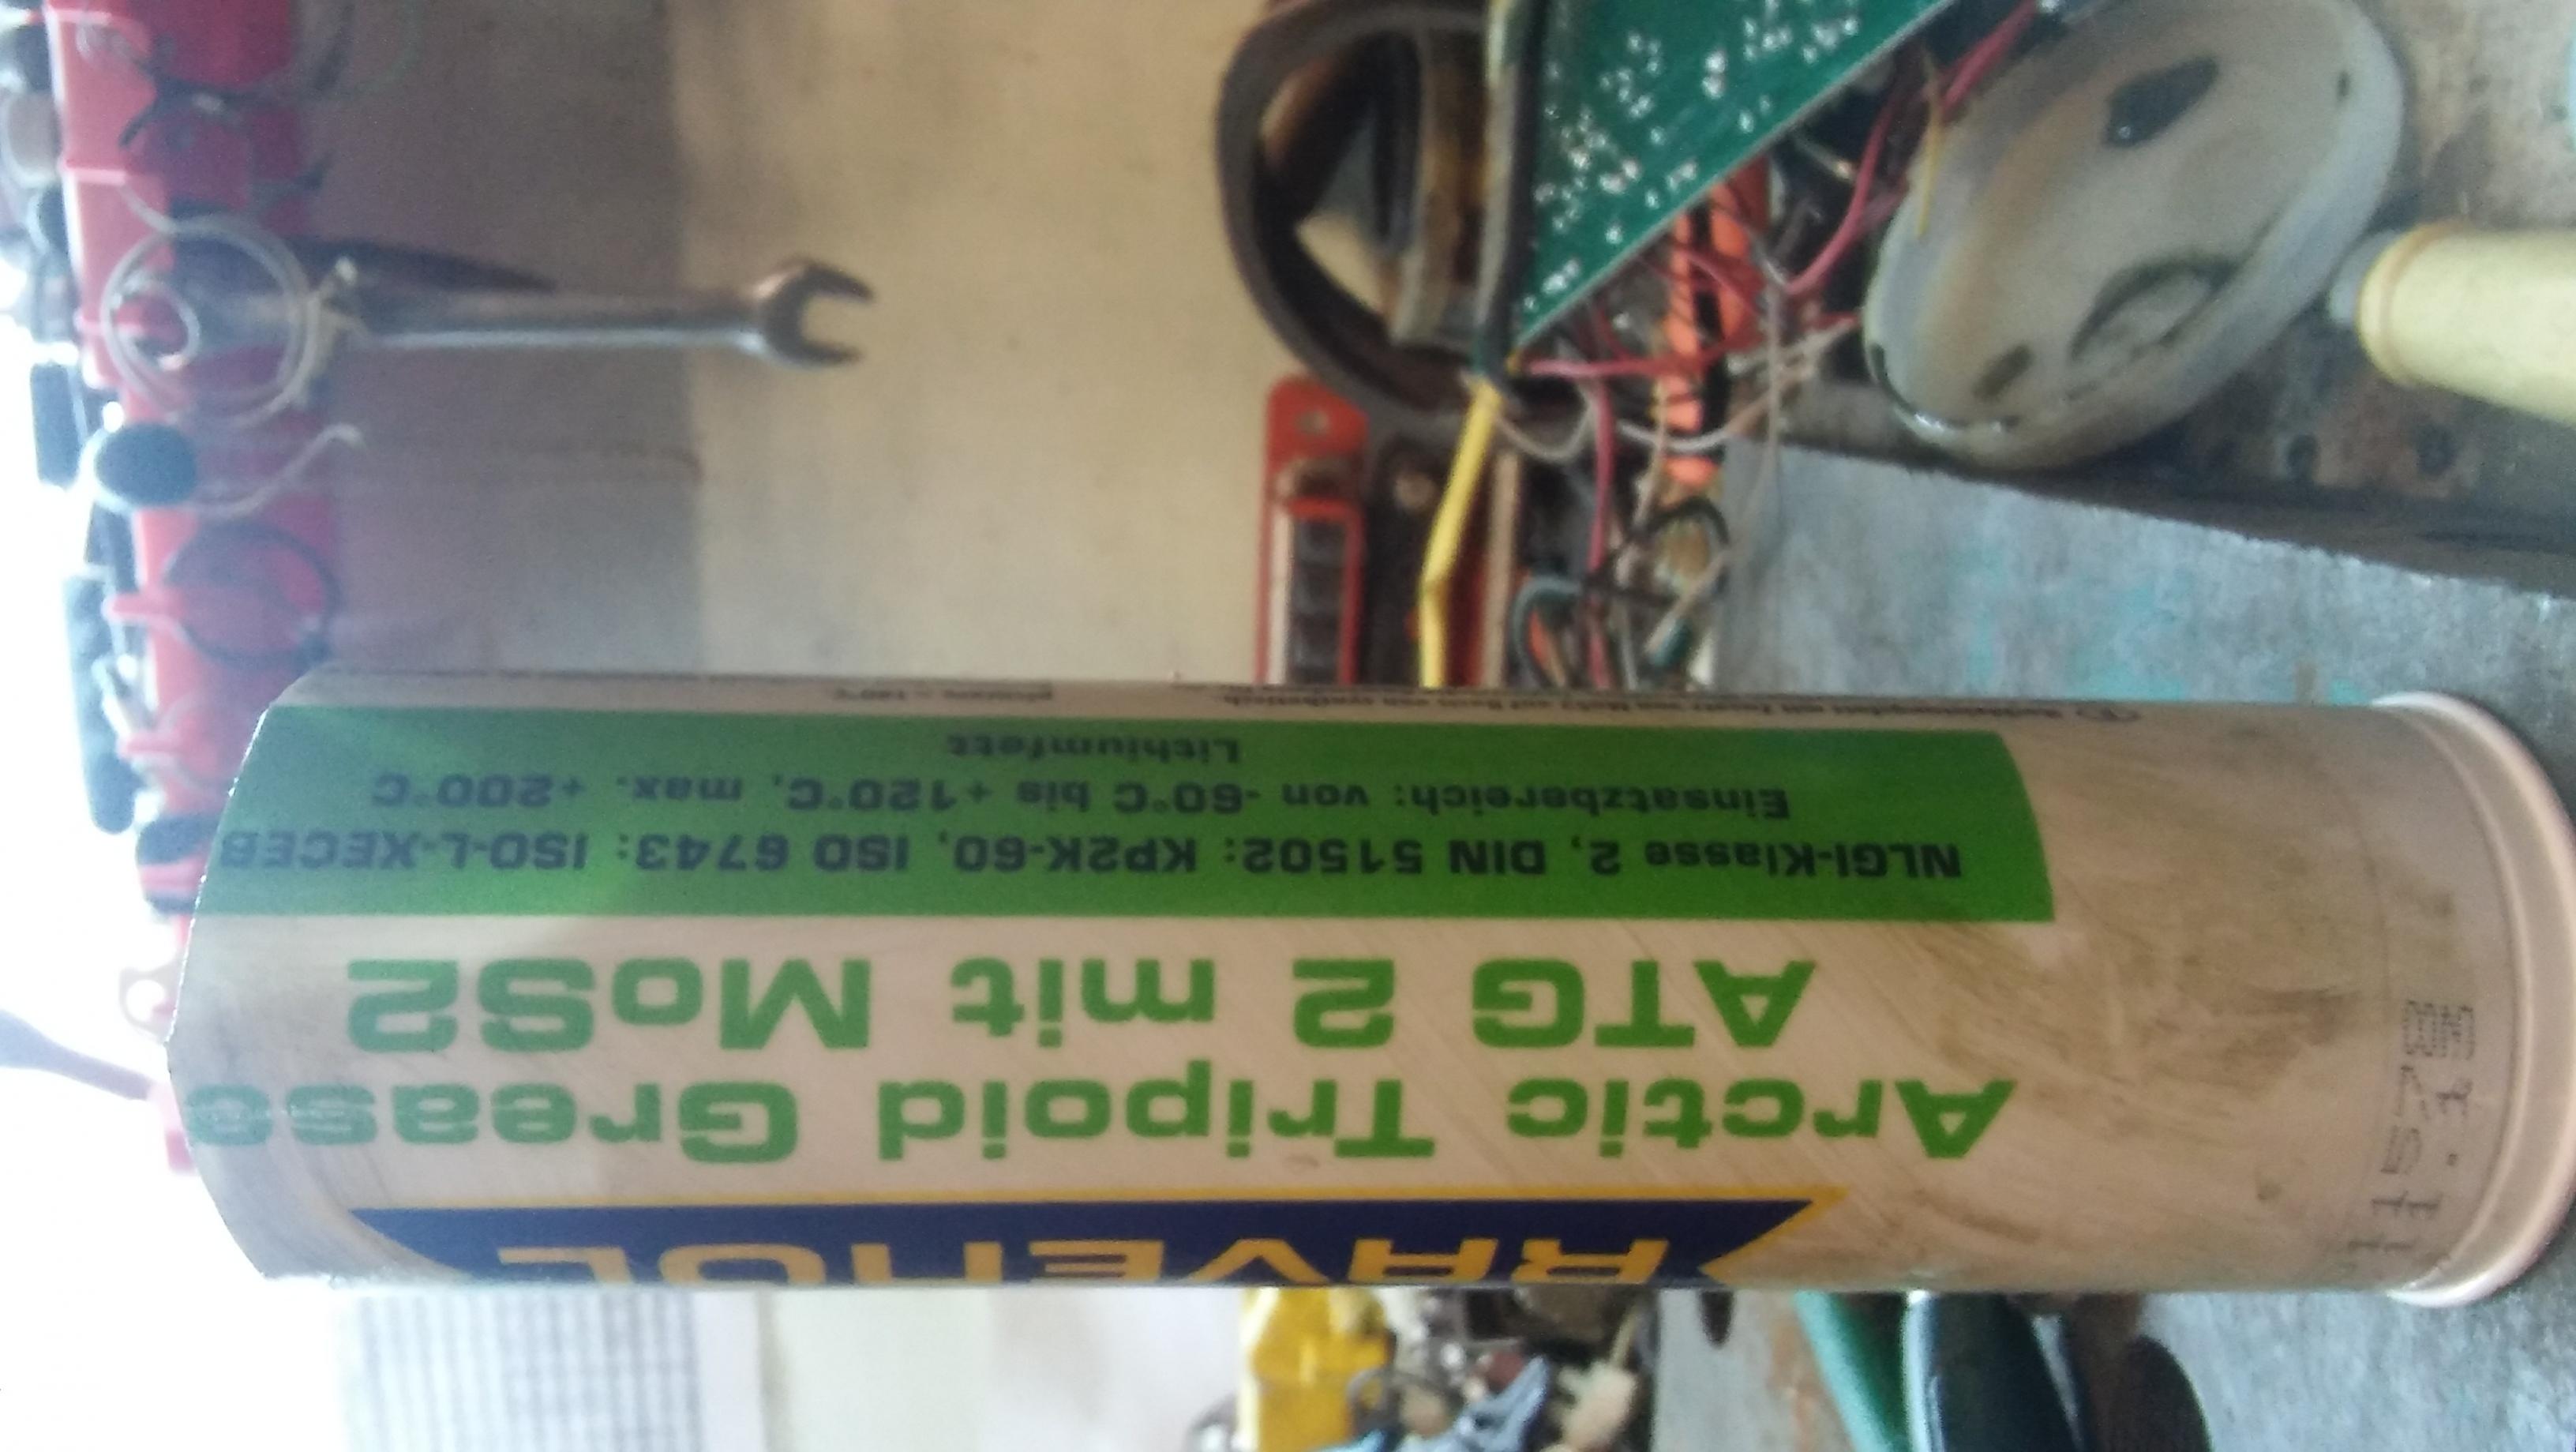 RAVENOL
Arctic Tripoid Grease
ATG 2 mit MoS2
NLGI-Klasse 2, DIN 51502: KP2K-60, ISO 6743: ISO-L-XECEB
Einsatzbereich: von -60°C bis +120°C, max. +200°C
Lithiumfett